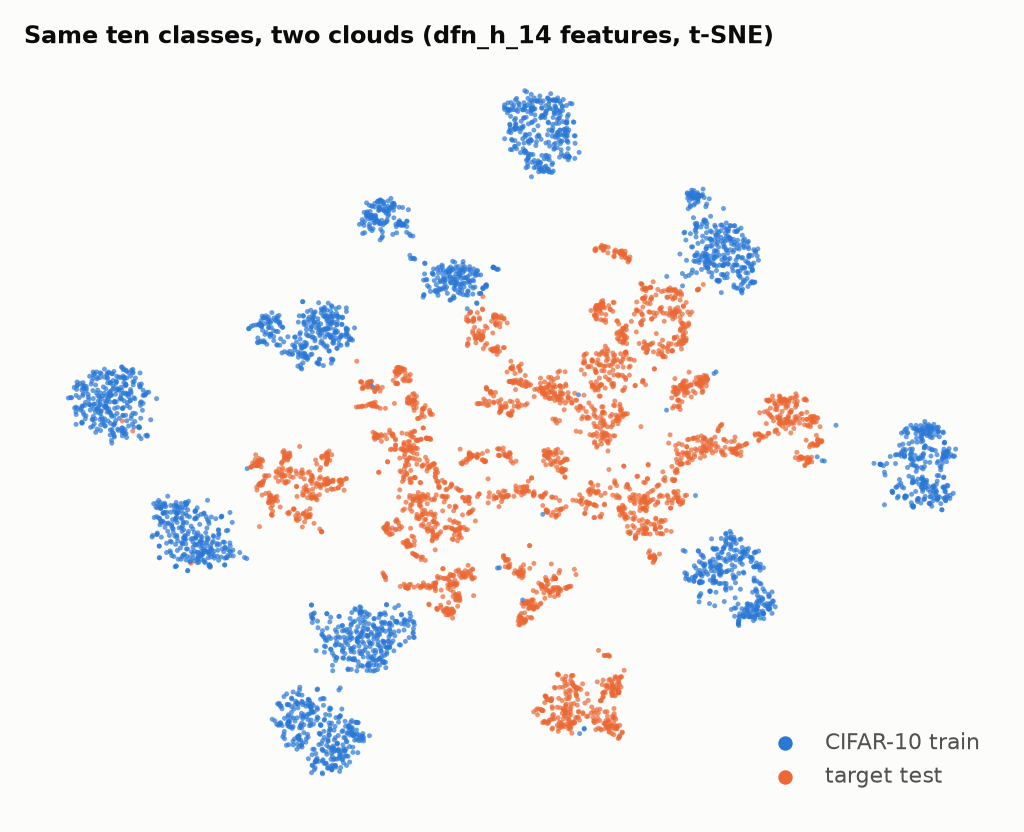 Same ten classes, two clouds (dfn_h_14 features, t-SNE)
CIFAR-10 train
target test